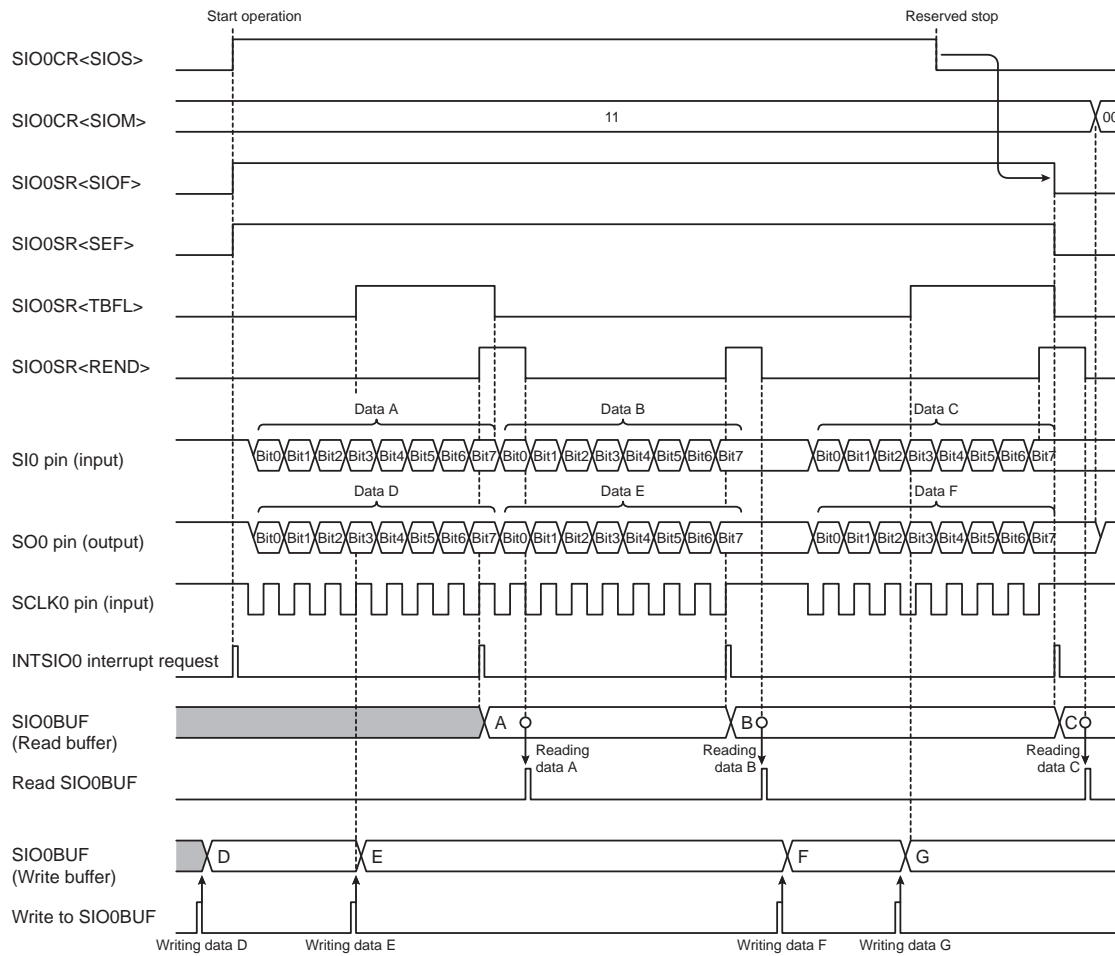 Start operation
Reserved stop
SIO0CR<SIOS>
SIO0CR<SIOM>
11
00
SIO0SR<SIOF>
SIO0SR<SEF>
SIO0SR<TBFL>
SIO0SR<REND>
Data A
Data B
Data C
SI0 pin (input)
Bit0 Bit1 Bit2 Bit3 Bit4 Bit5 Bit6 Bit7 Bit0 Bit1 Bit2 Bit3 Bit4 Bit5 Bit6 Bit7 Bit0 Bit1 Bit2 Bit3 Bit4 Bit5 Bit6 Bit7
Data D
Data E
Data F
SO0 pin (output)
Bit0 Bit1 Bit2 Bit3 Bit4 Bit5 Bit6 Bit7 Bit0 Bit1 Bit2 Bit3 Bit4 Bit5 Bit6 Bit7 Bit0 Bit1 Bit2 Bit3 Bit4 Bit5 Bit6 Bit7
SCLK0 pin (input)
INTSIO0 interrupt request
SIO0BUF
(Read buffer)
A
B
C
Reading
data A
Reading
data B
Reading
data C
Read SIO0BUF
SIO0BUF
(Write buffer)
D
E
F
G
Write to SIO0BUF
Writing data D
Writing data E
Writing data F
Writing data G